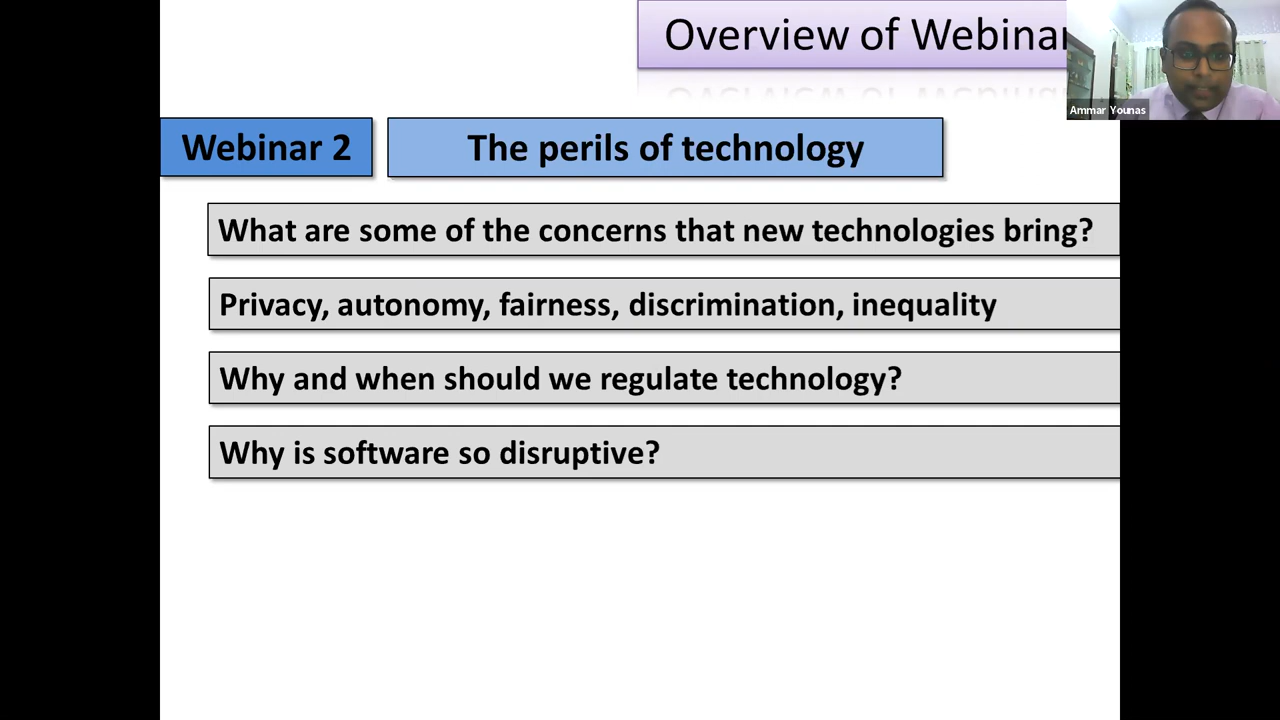 Overview of Webinar
Ammar Younas
Webinar 2
The perils of technology
What are some of the concerns that new technologies bring?
Privacy, autonomy, fairness, discrimination, inequality
Why and when should we regulate technology?
Why is software so disruptive?